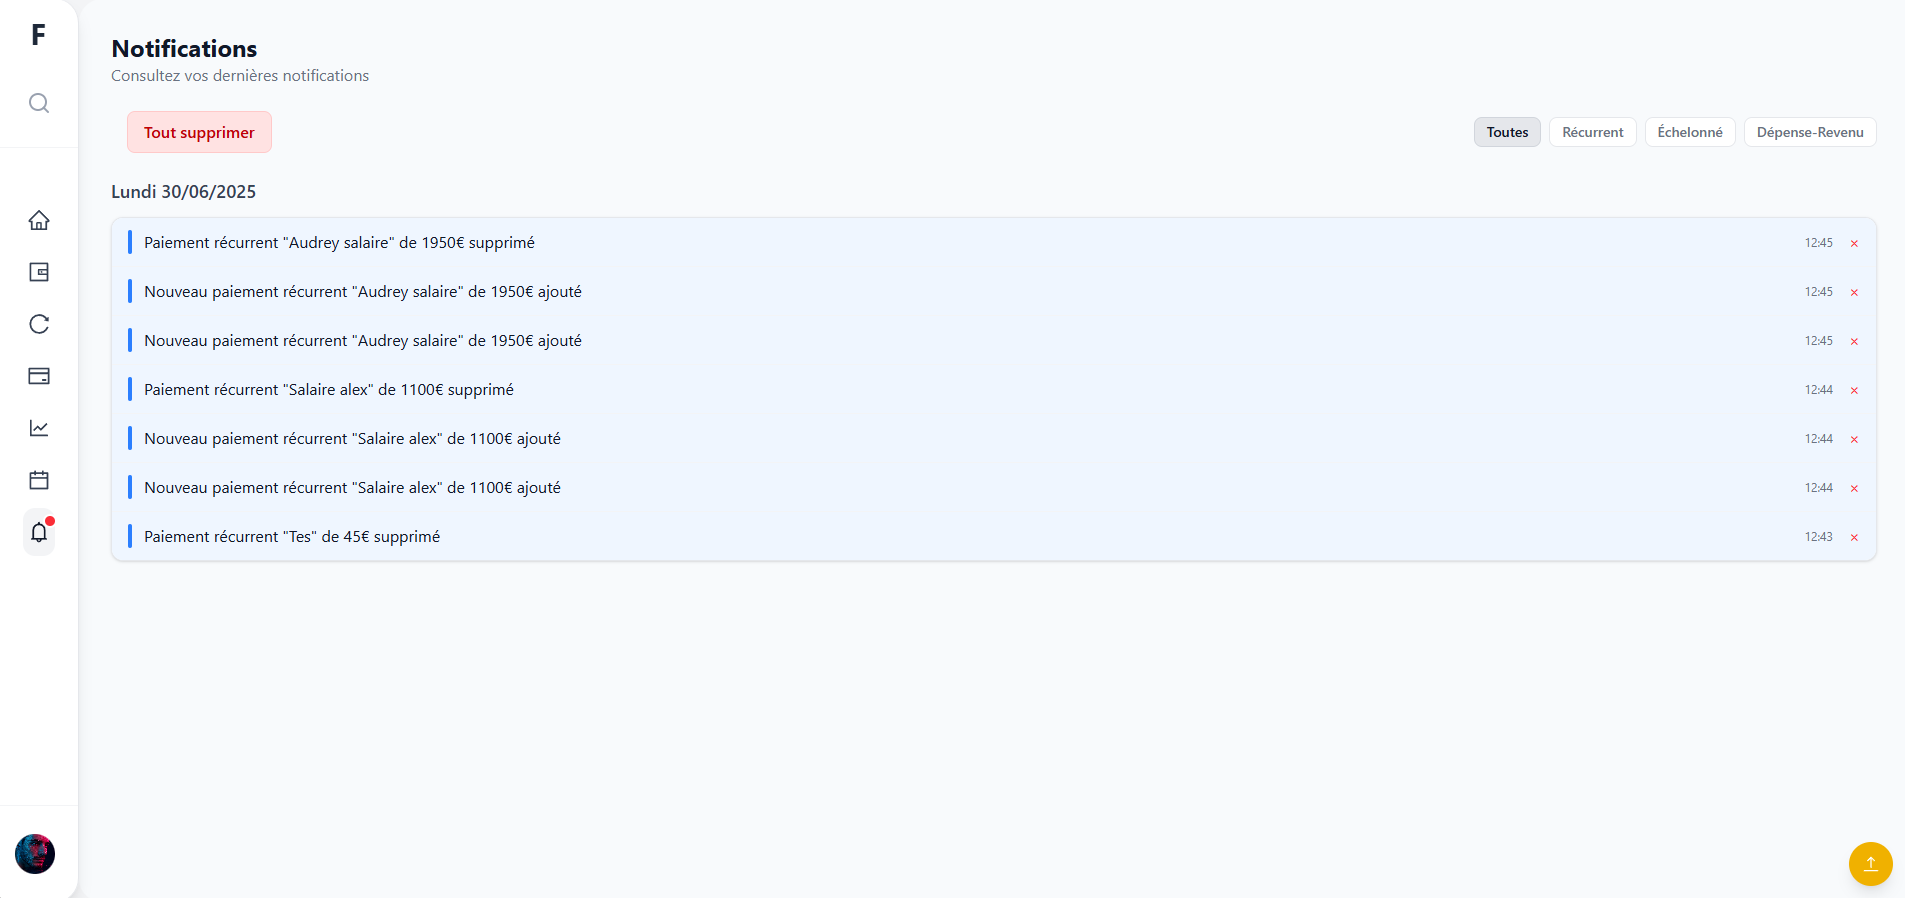 F
Notifications
Consultez vos dernières notifications
Tout supprimer
Toutes
Récurrent
Échelonné
Dépense-Revenu
Lundi 30/06/2025
Paiement récurrent "Audrey salaire" de 1950€ supprimé 12:45 ×
Nouveau paiement récurrent "Audrey salaire" de 1950€ ajouté 12:45 ×
Nouveau paiement récurrent "Audrey salaire" de 1950€ ajouté 12:45 ×
Paiement récurrent "Salaire alex" de 1100€ supprimé 12:44 ×
Nouveau paiement récurrent "Salaire alex" de 1100€ ajouté 12:44 ×
Nouveau paiement récurrent "Salaire alex" de 1100€ ajouté 12:44 ×
Paiement récurrent "Tes" de 45€ supprimé 12:43 ×